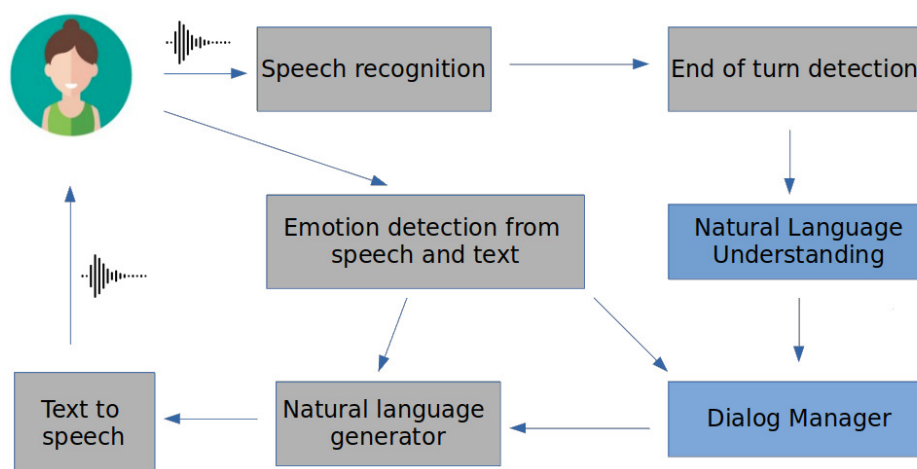 Speech recognition
End of turn detection
Emotion detection from
speech and text
Natural Language
Understanding
Text to
speech
Natural language
generator
Dialog Manager